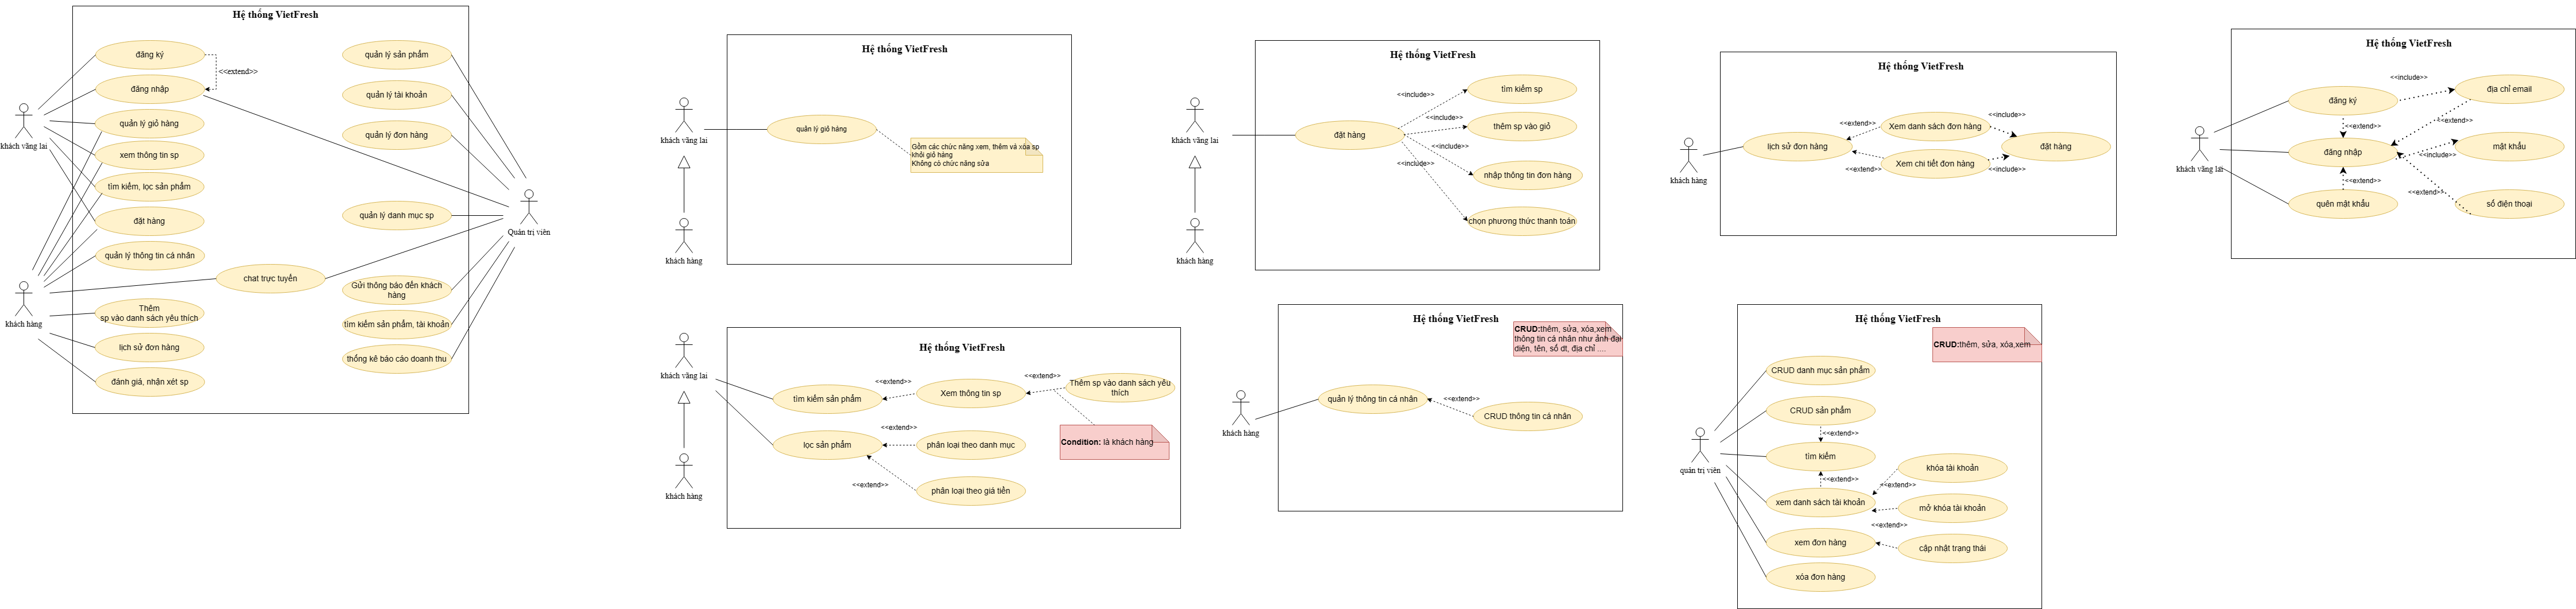 Hệ thống VietFresh
đăng ký
<<extend>>
đăng nhập
quản lý giỏ hàng
xem thông tin sp
tìm kiếm, lọc sản phẩm
đặt hàng
quản lý thông tin cá nhân
chat trực tuyến
Thêm
sp vào danh sách yêu thích
lịch sử đơn hàng
đánh giá, nhận xét sp
quản lý sản phẩm
quản lý tài khoản
quản lý đơn hàng
quản lý danh mục sp
Gửi thông báo đến khách
hàng
tìm kiếm sản phẩm, tài khoản
thống kê báo cáo doanh thu
khách vãng lai
khách hàng
Quản trị viên
Hệ thống VietFresh
khách vãng lai
khách hàng
quản lý giỏ hàng
Gồm các chức năng xem, thêm và xóa sp
khỏi giỏ hàng
Không có chức năng sửa
Hệ thống VietFresh
khách vãng lai
khách hàng
đặt hàng
<<include>>
tìm kiếm sp
<<include>>
thêm sp vào giỏ
<<include>>
nhập thông tin đơn hàng
<<include>>
chọn phương thức thanh toán
Hệ thống VietFresh
khách hàng
lịch sử đơn hàng
<<extend>>
Xem danh sách đơn hàng
<<include>>
đặt hàng
<<extend>>
Xem chi tiết đơn hàng
<<include>>
Hệ thống VietFresh
khách vãng lai
đăng ký
<<include>>
địa chỉ email
<<extend>>
<<extend>>
đăng nhập
<<include>>
mật khẩu
<<extend>>
<<extend>>
quên mật khẩu
số điện thoại
Hệ thống VietFresh
khách vãng lai
khách hàng
tìm kiếm sản phẩm
<<extend>>
Xem thông tin sp
<<extend>>
Thêm sp vào danh sách yêu
thích
Condition: là khách hàng
lọc sản phẩm
<<extend>>
phân loại theo danh mục
<<extend>>
phân loại theo giá tiền
Hệ thống VietFresh
CRUD:thêm, sửa, xóa,xem
thông tin cá nhân như ảnh đại
diện, tên, số dt, địa chỉ ....
khách hàng
quản lý thông tin cá nhân
<<extend>>
CRUD thông tin cá nhân
Hệ thống VietFresh
CRUD:thêm, sửa, xóa,xem
quản trị viên
CRUD danh mục sản phẩm
CRUD sản phẩm
<<extend>>
tìm kiếm
<<extend>>
xem danh sách tài khoản
khóa tài khoản
<<extend>>
mở khóa tài khoản
<<extend>>
xem đơn hàng
cập nhật trạng thái
xóa đơn hàng